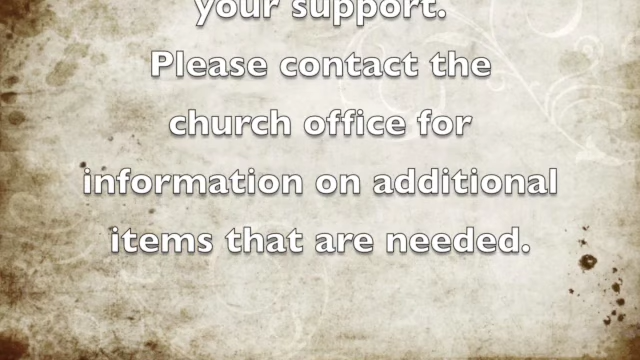 your support.
Please contact the
church office for
information on additional
items that are needed.